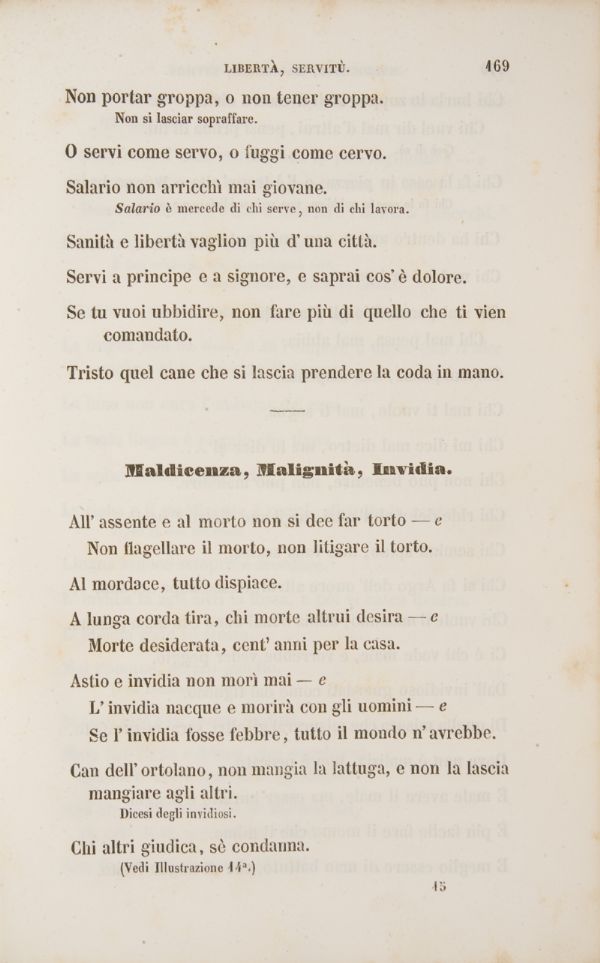 LIBERTÀ, SERVITÙ. 169
Non portar groppa, o non tener groppa.
Non si lasciar sopraffare.
O servi come servo, o fuggi come cervo.
Salario non arricchì mai giovane.
Salario è mercede di chi serve, non di chi lavora.
Sanità e libertà vaglion più d' una città.
Servi a principe e a signore, e saprai cos' è dolore.
Se tu vuoi ubbidire, non fare più di quello che ti vien
comandato.
Tristo quel cane che si lascia prendere la coda in mano.
Maldicenza, Malignità, Invidia.
All' assente e al morto non si dee far torto — e
Non flagellare il morto, non litigare il torto.
Al mordace, tutto dispiace.
A lunga corda tira, chi morte altrui desira — e
Morte desiderata, cent' anni per la casa.
Astio e invidia non morì mai — e
L' invidia nacque e morirà con gli uomini — e
Se l' invidia fosse febbre, tutto il mondo n' avrebbe.
Can dell' ortolano, non mangia la lattuga, e non la lascia
mangiare agli altri.
Dicesi degli invidiosi.
Chi altri giudica, sè condanna.
(Vedi Illustrazione 14ª.)
15